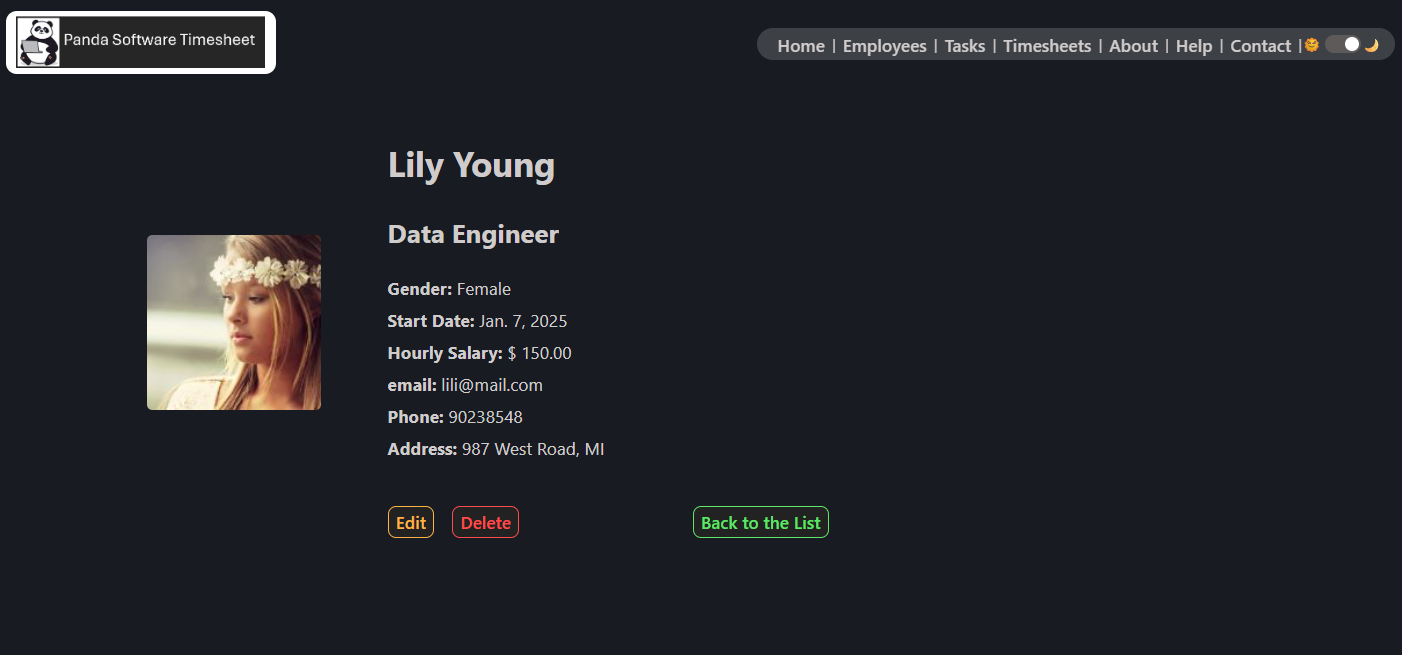 Panda Software Timesheet
Home | Employees | Tasks | Timesheets | About | Help | Contact |
Lily Young
Data Engineer
Gender: Female
Start Date: Jan. 7, 2025
Hourly Salary: $ 150.00
email: lili@mail.com
Phone: 90238548
Address: 987 West Road, MI
Edit Delete Back to the List